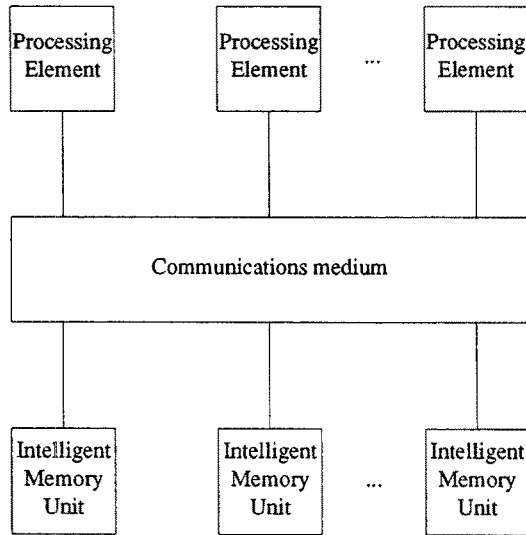 Processing
Element
Processing
Element
...
Processing
Element
Communications medium
Intelligent
Memory
Unit
Intelligent
Memory
Unit
...
Intelligent
Memory
Unit